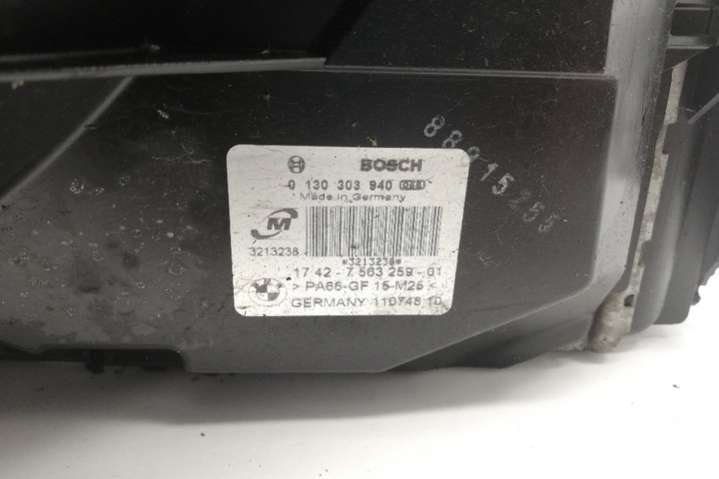 BOSCH
0 130 303 940
Made in Germany
M
3213238
*3213238*
17 42 - 7 563 259 - 01
> PA66-GF 15-M25 <
GERMANY 110748 10
88915253